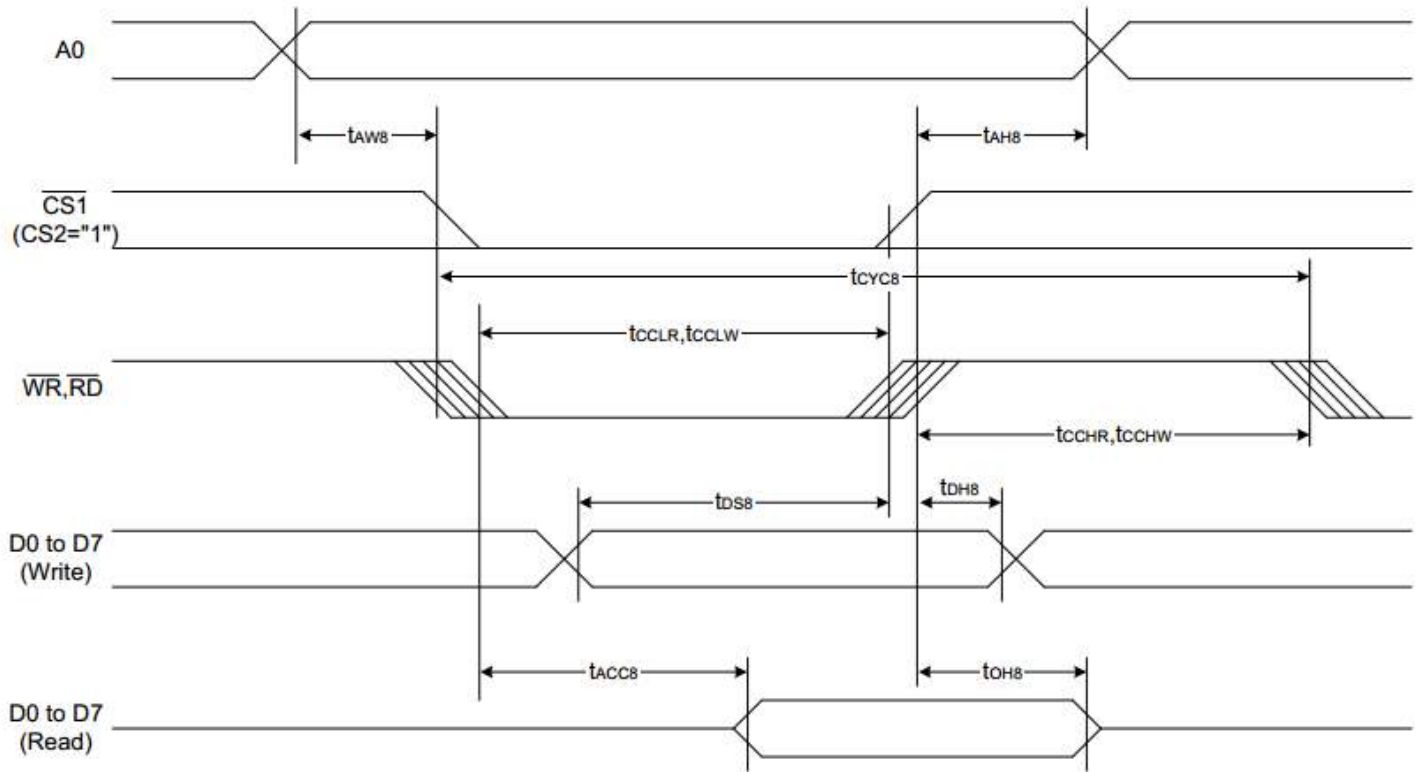 A0
tAW8
tAH8
CS1
(CS2="1")
tCYC8
tCCLR,tCCLW
WR,RD
tCCHR,tCCHW
tDS8
tDH8
D0 to D7
(Write)
tACC8
tOH8
D0 to D7
(Read)